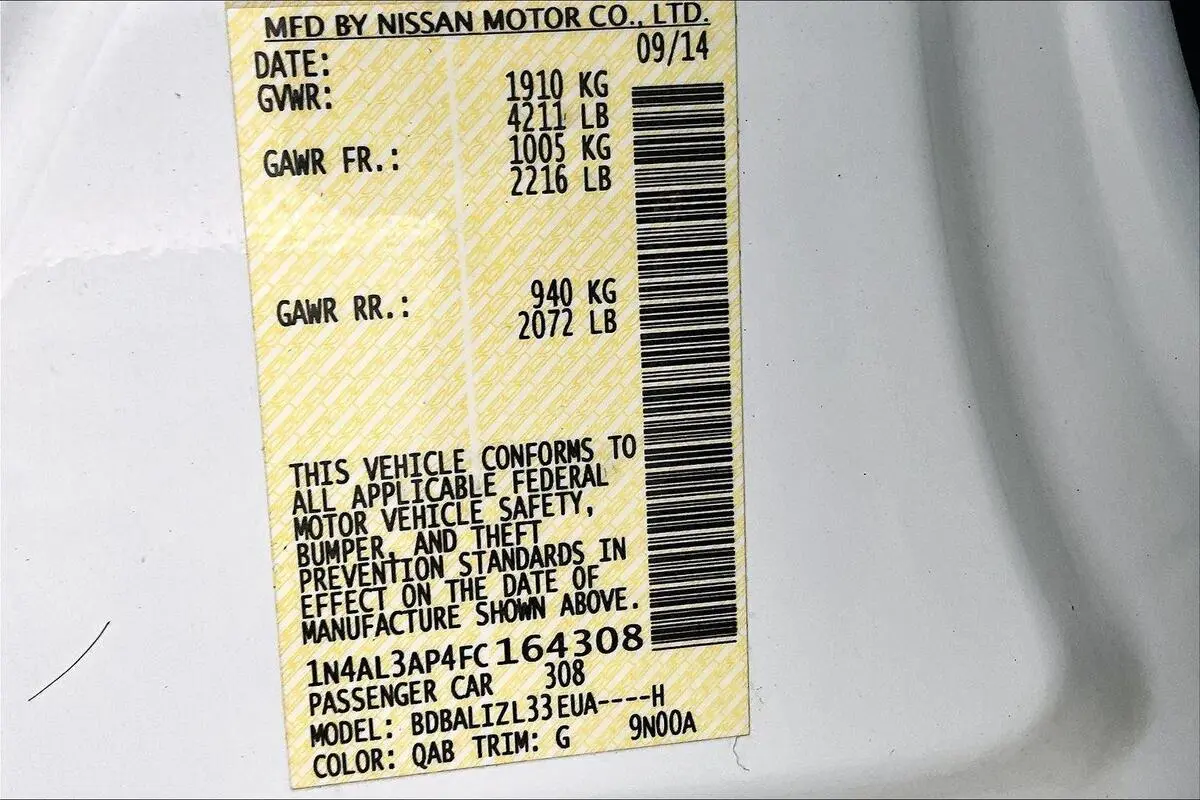 MFD BY NISSAN MOTOR CO., LTD.
DATE: 09/14
GVWR: 1910 KG
4211 LB
GAWR FR.: 1005 KG
2216 LB
GAWR RR.: 940 KG
2072 LB
THIS VEHICLE CONFORMS TO
ALL APPLICABLE FEDERAL
MOTOR VEHICLE SAFETY,
BUMPER, AND THEFT
PREVENTION STANDARDS IN
EFFECT ON THE DATE OF
MANUFACTURE SHOWN ABOVE.
1N4AL3AP4FC164308
PASSENGER CAR 308
MODEL: BDBALIZL33EUA----H
COLOR: QAB TRIM: G 9N00A